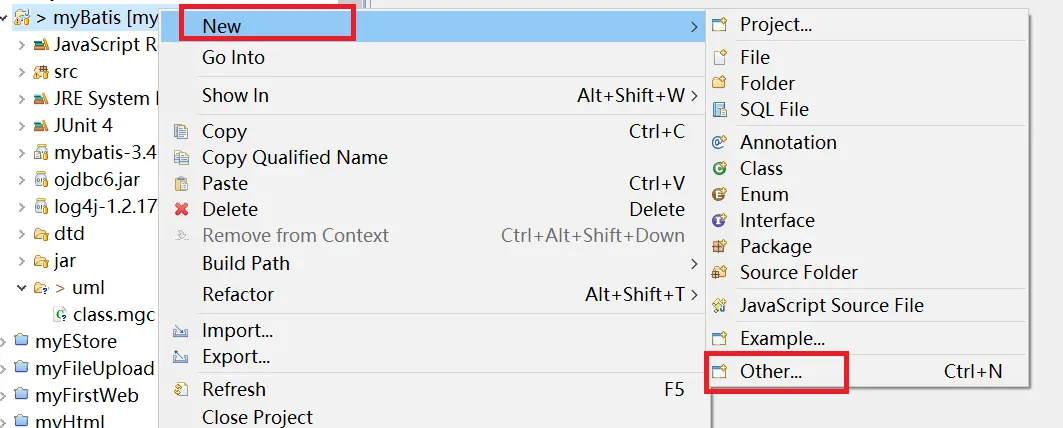 > myBatis [my
JavaScript R
src
JRE System
JUnit 4
mybatis-3.4
ojdbc6.jar
log4j-1.2.17
dtd
jar
> uml
class.mgc
myEStore
myFileUpload
myFirstWeb
myHtml
New
Go Into
Show In Alt+Shift+W
Copy Ctrl+C
Copy Qualified Name
Paste Ctrl+V
Delete Delete
Remove from Context Ctrl+Alt+Shift+Down
Build Path
Refactor Alt+Shift+T
Import...
Export...
Refresh F5
Close Project
Project...
File
Folder
SQL File
Annotation
Class
Enum
Interface
Package
Source Folder
JavaScript Source File
Example...
Other... Ctrl+N